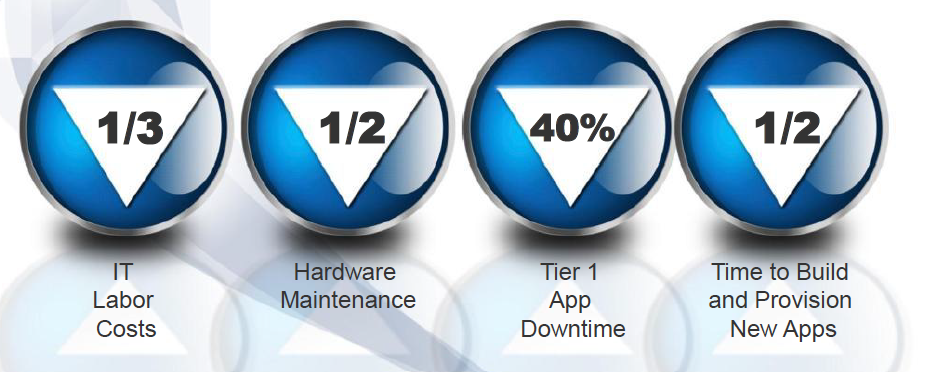 1/3
1/2
40%
1/2
IT
Labor
Costs
Hardware
Maintenance
Tier 1
App
Downtime
Time to Build
and Provision
New Apps